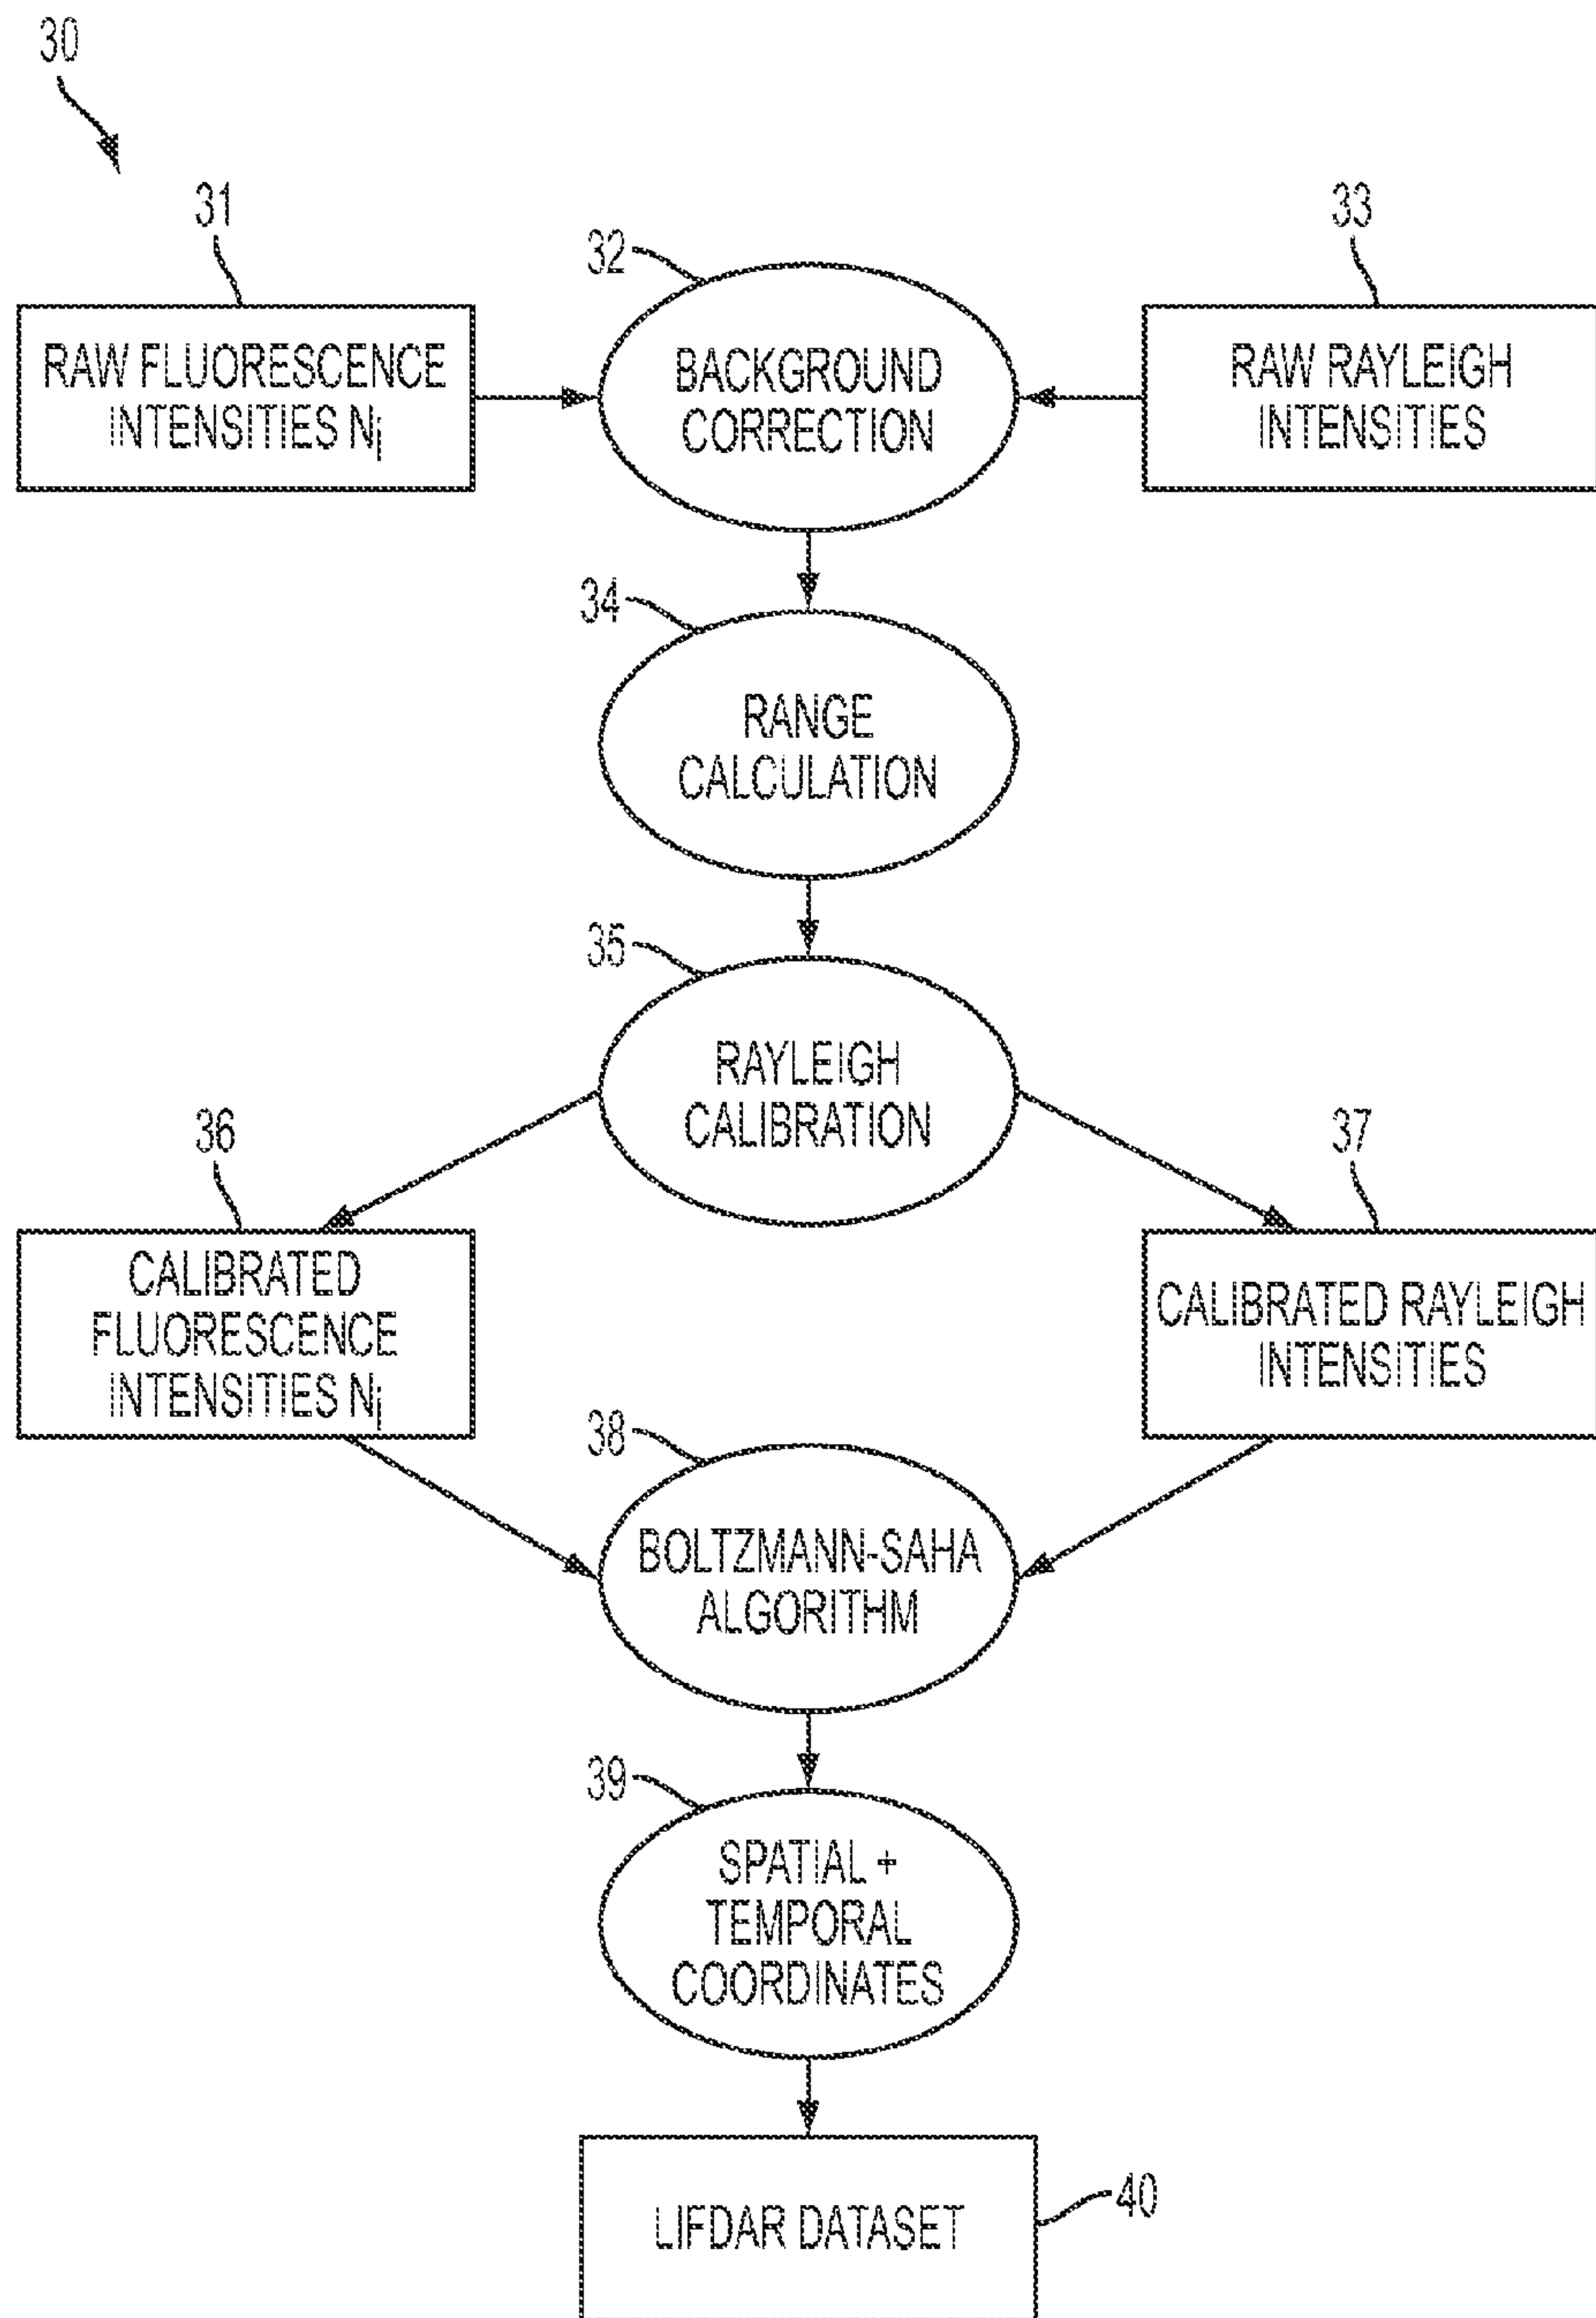 30
31
RAW FLUORESCENCE
INTENSITIES Ni
32
BACKGROUND
CORRECTION
33
RAW RAYLEIGH
INTENSITIES
34
RANGE
CALCULATION
35
RAYLEIGH
CALIBRATION
36
CALIBRATED
FLUORESCENCE
INTENSITIES Ni
37
CALIBRATED RAYLEIGH
INTENSITIES
38
BOLTZMANN-SAHA
ALGORITHM
39
SPATIAL +
TEMPORAL
COORDINATES
LIFDAR DATASET
40